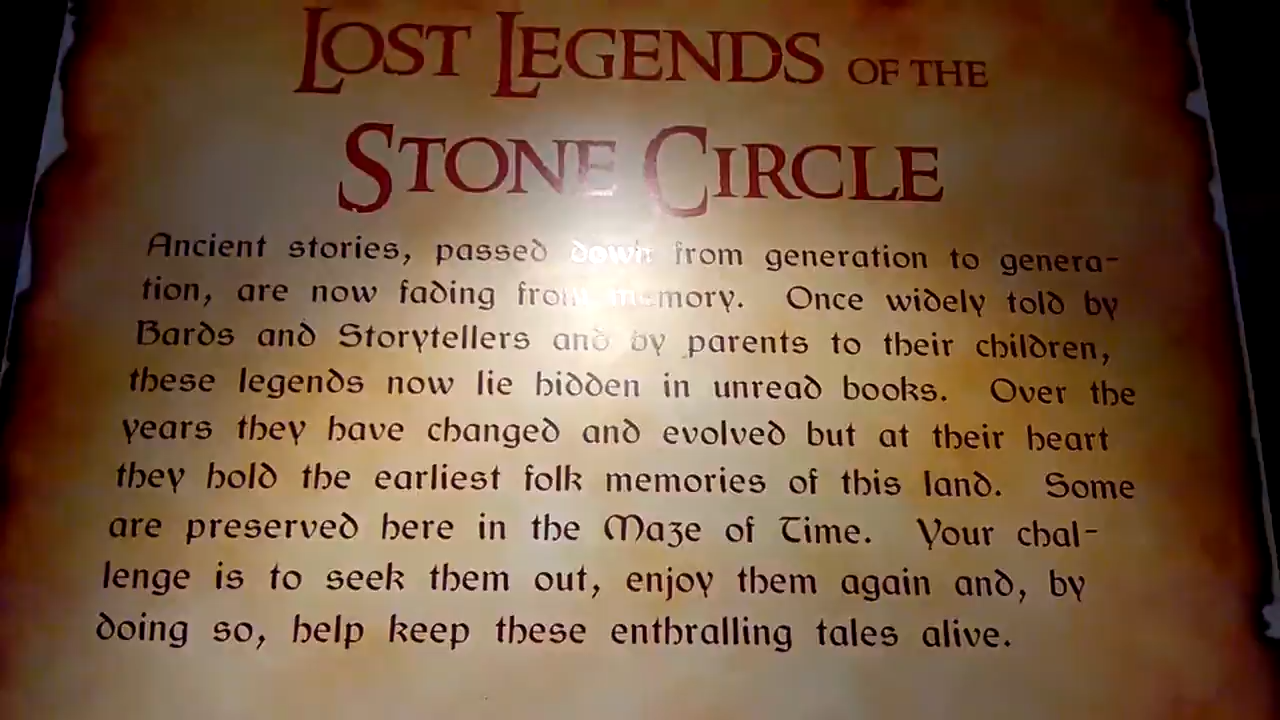 LOST LEGENDS OF THE
STONE CIRCLE
Ancient stories, passed down from generation to genera-
tion, are now fading from memory. Once widely told by
Bards and Storytellers and by parents to their children,
these legends now lie hidden in unread books. Over the
years they have changed and evolved but at their heart
they hold the earliest folk memories of this land. Some
are preserved here in the Maze of Time. Your chal-
lenge is to seek them out, enjoy them again and, by
doing so, help keep these enthralling tales alive.